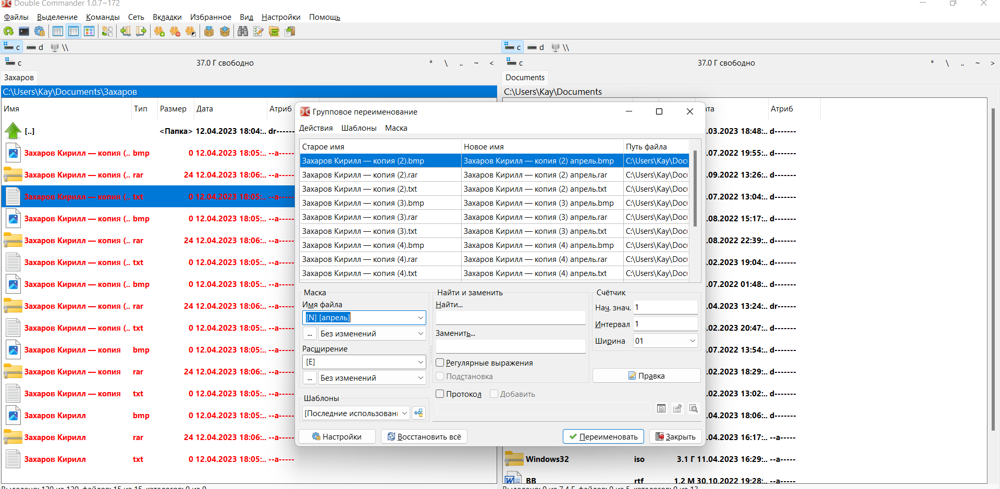 Double Commander 1.0.7~172
Файлы Выделение Команды Сеть Вкладки Избранное Вид Настройки Помощь
c d \\
c d \\
c 37.0 Г свободно * \ .. ~ <
c 37.0 Г свободно * \ .. ~ >
Захаров
Documents
C:\Users\Kay\Documents\Захаров
C:\Users\Kay\Documents
Имя Тип Размер Дата Атриб
[..] <Папка> 12.04.2023 18:04:.. dr------
Захаров Кирилл — копия (.. bmp 0 12.04.2023 18:05:.. --a-----
Захаров Кирилл — копия (.. rar 24 12.04.2023 18:06:.. --a-----
Захаров Кирилл — копия (.. txt 0 12.04.2023 18:05:.. --a-----
Захаров Кирилл — копия (.. bmp 0 12.04.2023 18:05:.. --a-----
Захаров Кирилл — копия (.. rar 24 12.04.2023 18:06:.. --a-----
Захаров Кирилл — копия (.. txt 0 12.04.2023 18:05:.. --a-----
Захаров Кирилл — копия (.. bmp 0 12.04.2023 18:05:.. --a-----
Захаров Кирилл — копия (.. rar 24 12.04.2023 18:06:.. --a-----
Захаров Кирилл — копия (.. txt 0 12.04.2023 18:05:.. --a-----
Захаров Кирилл — копия bmp 0 12.04.2023 18:05:.. --a-----
Захаров Кирилл — копия rar 24 12.04.2023 18:06:.. --a-----
Захаров Кирилл — копия txt 0 12.04.2023 18:05:.. --a-----
Захаров Кирилл bmp 0 12.04.2023 18:05:.. --a-----
Захаров Кирилл rar 24 12.04.2023 18:06:.. --a-----
Захаров Кирилл txt 0 12.04.2023 18:05:.. --a-----
Выделено: 120 из 120, файлов: 15 из 15, каталогов: 0 из 0
Групповое переименование
Действия Шаблоны Маска
Старое имя Новое имя Путь файла
Захаров Кирилл — копия (2).bmp Захаров Кирилл — копия (2) апрель.bmp C:\Users\Kay\Doc
Захаров Кирилл — копия (2).rar Захаров Кирилл — копия (2) апрель.rar C:\Users\Kay\Doc
Захаров Кирилл — копия (2).txt Захаров Кирилл — копия (2) апрель.txt C:\Users\Kay\Doc
Захаров Кирилл — копия (3).bmp Захаров Кирилл — копия (3) апрель.bmp C:\Users\Kay\Doc
Захаров Кирилл — копия (3).rar Захаров Кирилл — копия (3) апрель.rar C:\Users\Kay\Doc
Захаров Кирилл — копия (3).txt Захаров Кирилл — копия (3) апрель.txt C:\Users\Kay\Doc
Захаров Кирилл — копия (4).bmp Захаров Кирилл — копия (4) апрель.bmp C:\Users\Kay\Doc
Захаров Кирилл — копия (4).rar Захаров Кирилл — копия (4) апрель.rar C:\Users\Kay\Doc
Захаров Кирилл — копия (4).txt Захаров Кирилл — копия (4) апрель.txt C:\Users\Kay\Doc
Маска
Имя файла
[N] [апрель]
... Без изменений
Расширение
[E]
... Без изменений
Шаблоны
[Последние использован
Найти и заменить
Найти...
Заменить...
Регулярные выражения
Подстановка
Протокол Добавить
Счётчик
Нач. знач. 1
Интервал 1
Ширина 01
Правка
Настройки Восстановить всё Переименовать Закрыть
ата Атриб
.03.2023 18:48:.. d-------
.07.2022 19:55:.. d-------
.09.2022 13:26:.. d-------
.07.2022 13:04:.. d-------
.08.2022 15:17:.. d-------
.08.2022 22:39:.. d-------
.02.2023 19:04:.. d-------
.07.2022 01:48:.. d-------
.04.2023 13:24:.. dr------
.02.2023 20:47:.. d-------
.07.2022 13:54:.. d-------
.02.2023 18:29:.. d-------
.02.2023 13:02:.. d-------
.04.2023 18:06:.. d-------
.04.2023 16:17:.. --a-----
Windows32 iso 3.1 Г 11.04.2023 16:29:.. --a-----
BB rtf 1.2 M 30.10.2022 19:28:.. --a-----
Выделено: 0 из 7.4 Г, файлов: 0 из 5, каталогов: 0 из 13